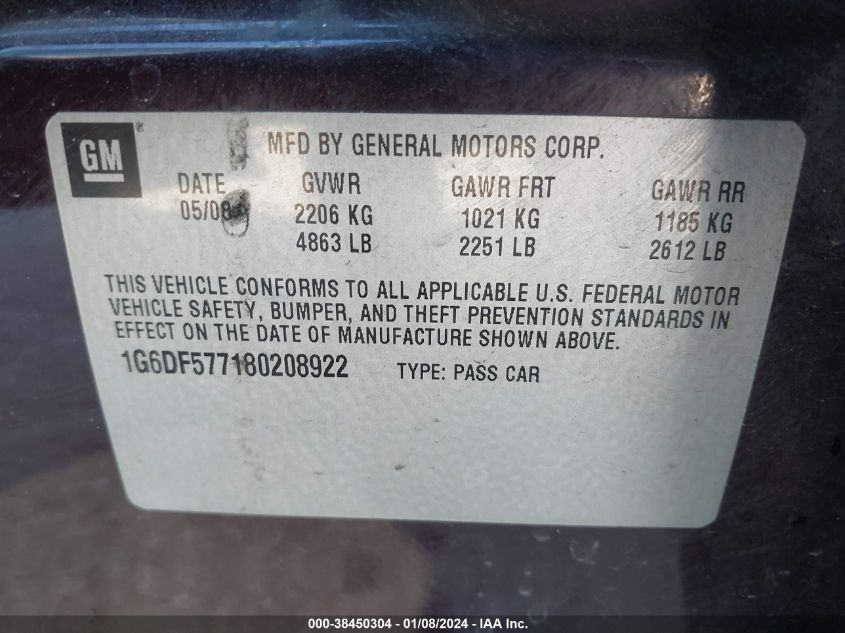 GM ®
MFD BY GENERAL MOTORS CORP.
DATE GVWR GAWR FRT GAWR RR
05/08 2206 KG 1021 KG 1185 KG
4863 LB 2251 LB 2612 LB
THIS VEHICLE CONFORMS TO ALL APPLICABLE U.S. FEDERAL MOTOR
VEHICLE SAFETY, BUMPER, AND THEFT PREVENTION STANDARDS IN
EFFECT ON THE DATE OF MANUFACTURE SHOWN ABOVE.
1G6DF577180208922 TYPE: PASS CAR
000-38450304 - 01/08/2024 - IAA Inc.